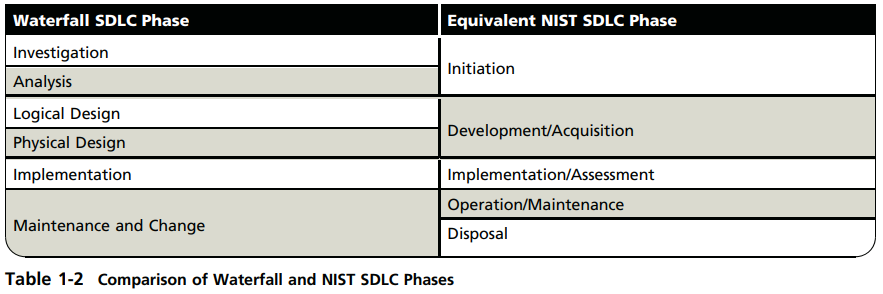 Waterfall SDLC Phase Equivalent NIST SDLC Phase
Investigation
Initiation
Analysis
Logical Design
Development/Acquisition
Physical Design
Implementation Implementation/Assessment
Operation/Maintenance
Maintenance and Change
Disposal
Table 1-2 Comparison of Waterfall and NIST SDLC Phases